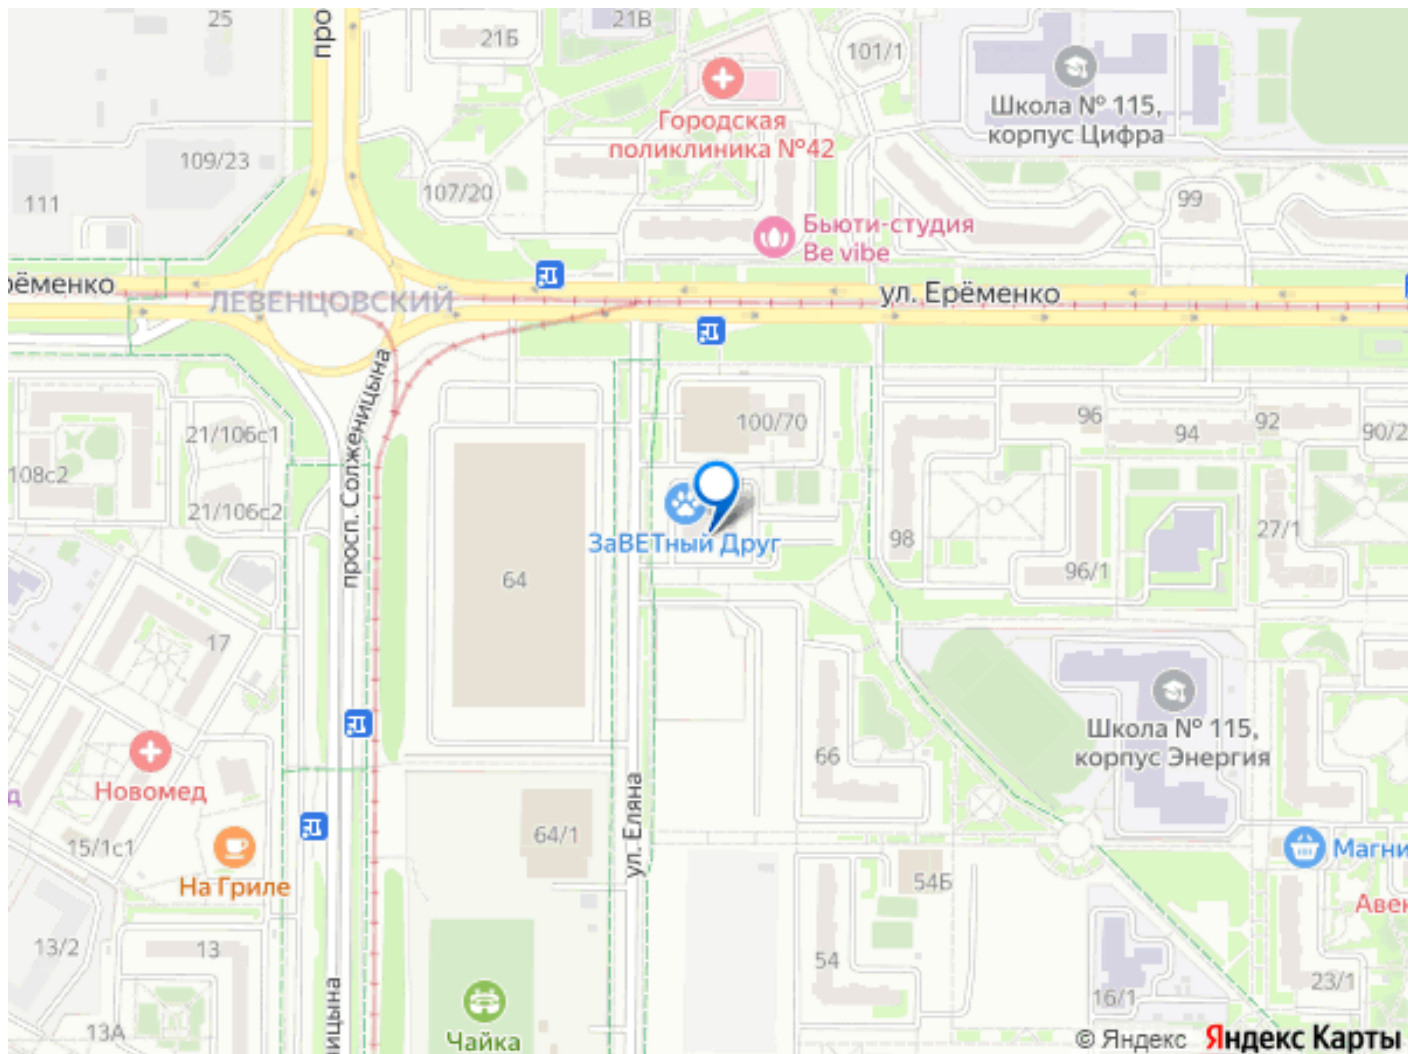 25
про
21Б
21В
101/1
Школа № 115,
корпус Цифра
Городская
поликлиника №42
109/23
107/20
111
99
Бьюти-студия
Be vibe
рёменко
ЛЕВЕНЦОВСКИЙ
ул. Ерёменко
просп. Солженицына
21/106с1
100/70
96
94
92
90/2
108с2
21/106с2
ЗаВЕТный Друг
98
27/1
64
96/1
17
Школа № 115,
корпус Энергия
66
Новомед
д
ул. Еляна
64/1
15/1с1
На Гриле
Магни
54Б
Авен
13/2
13
54
23/1
16/1
ицына
13А
Чайка
© Яндекс Яндекс Карты